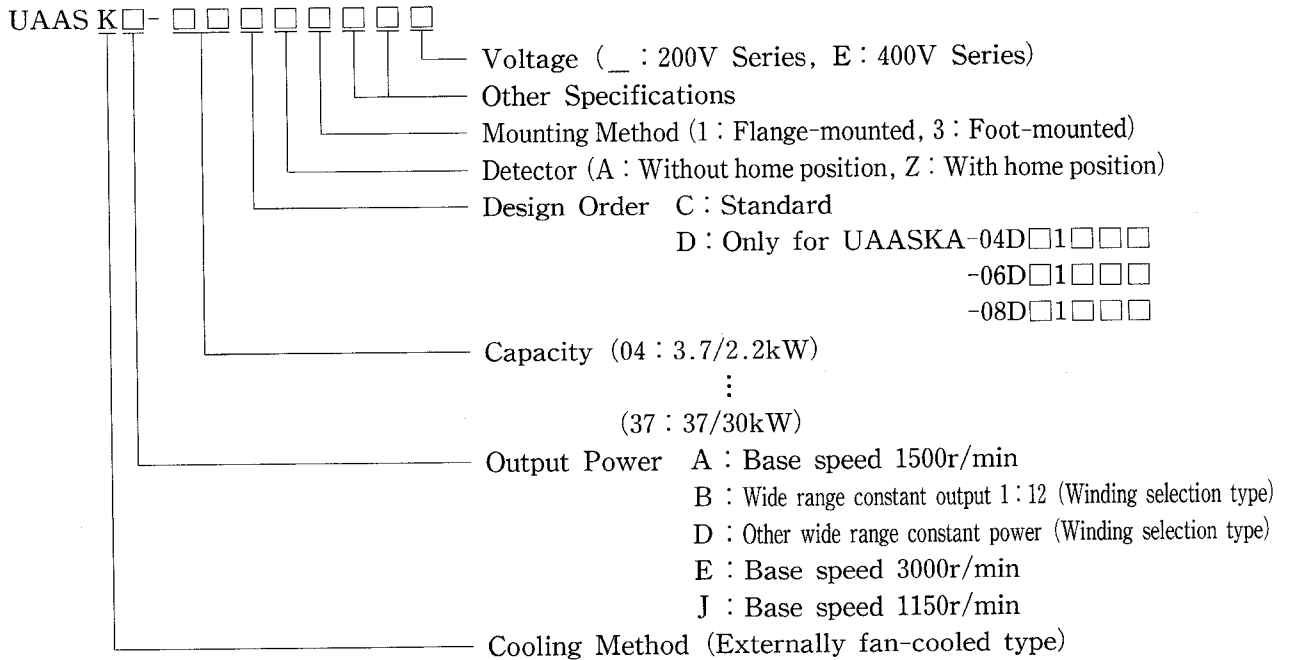 UAAS K□- □□□□□□□□
Voltage (_ : 200V Series, E : 400V Series)
Other Specifications
Mounting Method (1 : Flange-mounted, 3 : Foot-mounted)
Detector (A : Without home position, Z : With home position)
Design Order C : Standard
D : Only for UAASKA-04D□1□□□
-06D□1□□□
-08D□1□□□
Capacity (04 : 3.7/2.2kW)
⋮
(37 : 37/30kW)
Output Power A : Base speed 1500r/min
B : Wide range constant output 1 : 12 (Winding selection type)
D : Other wide range constant power (Winding selection type)
E : Base speed 3000r/min
J : Base speed 1150r/min
Cooling Method (Externally fan-cooled type)